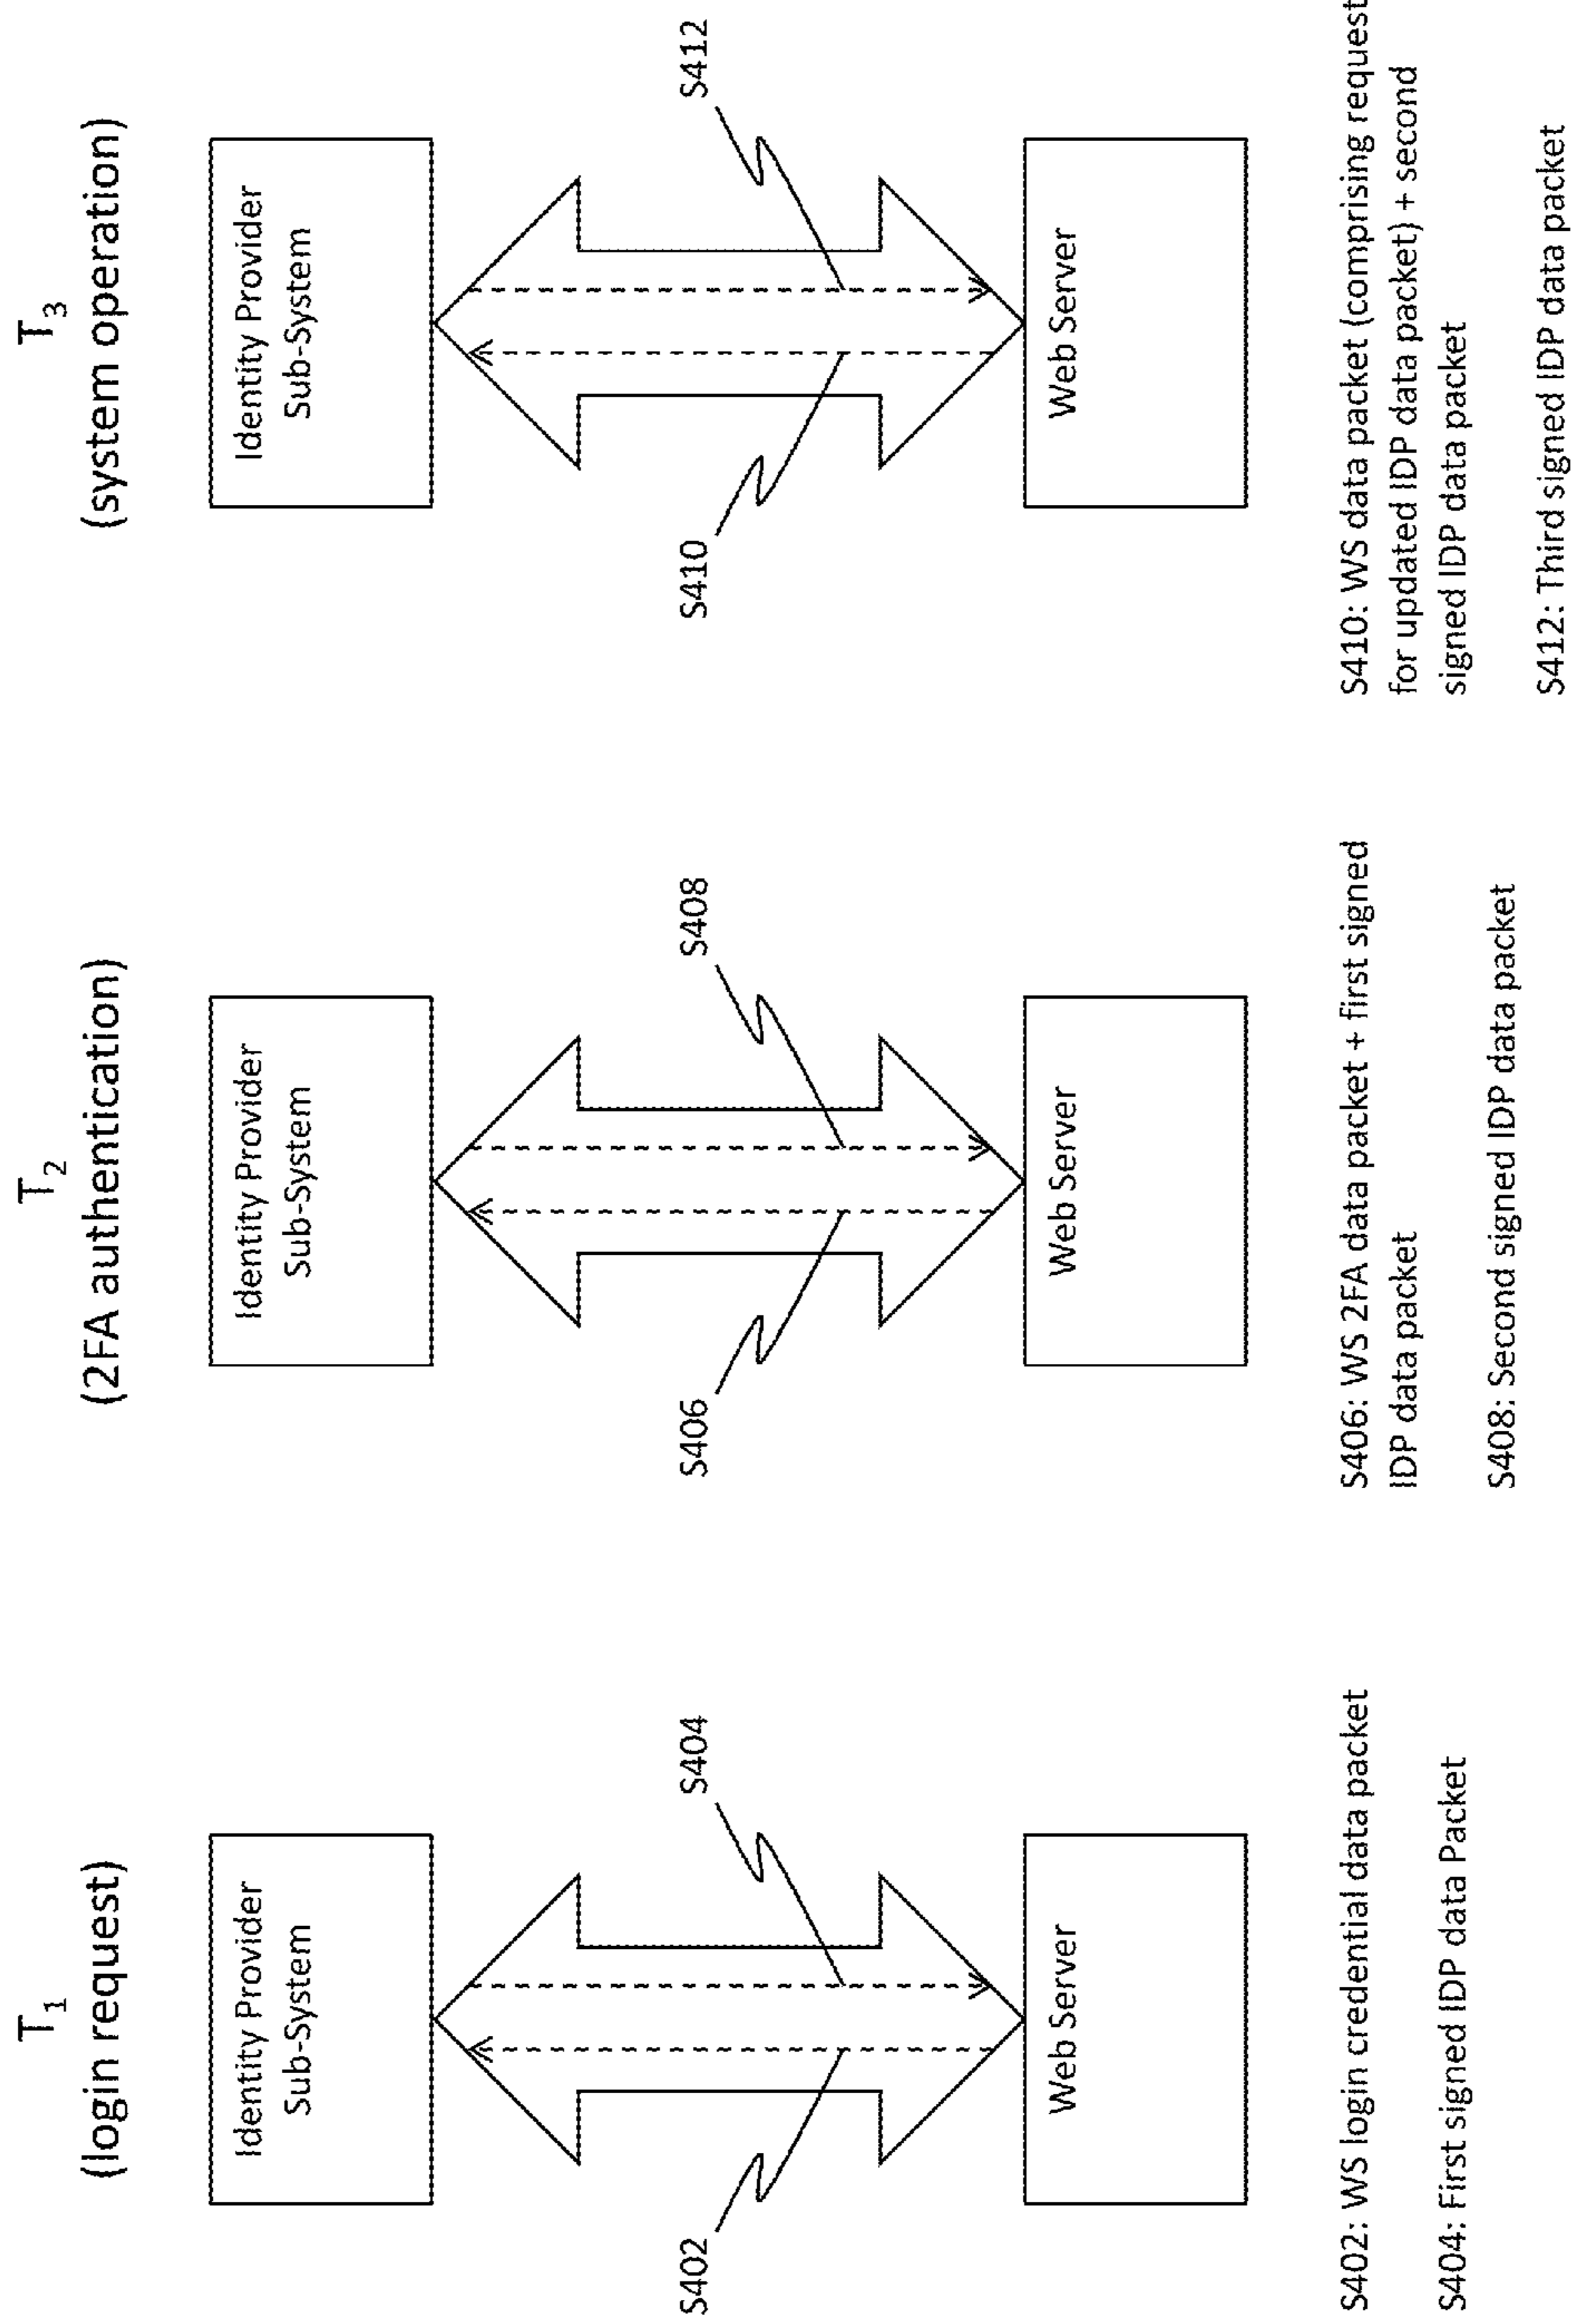 T1
(login request)
Identity Provider
Sub-System
S402
S404
Web Server
S402: WS login credential data packet
S404: First signed IDP data Packet
T2
(2FA authentication)
Identity Provider
Sub-System
S406
S408
Web Server
S406: WS 2FA data packet + first signed
IDP data packet
S408: Second signed IDP data packet
T3
(system operation)
Identity Provider
Sub-System
S410
S412
Web Server
S410: WS data packet (comprising request
for updated IDP data packet) + second
signed IDP data packet
S412: Third signed IDP data packet